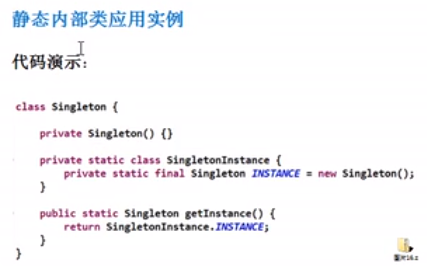 静态内部类应用实例
代码演示：
class Singleton {
private Singleton() {}
private static class SingletonInstance {
private static final Singleton INSTANCE = new Singleton();
}
public static Singleton getInstance() {
return SingletonInstance.INSTANCE;
}
}